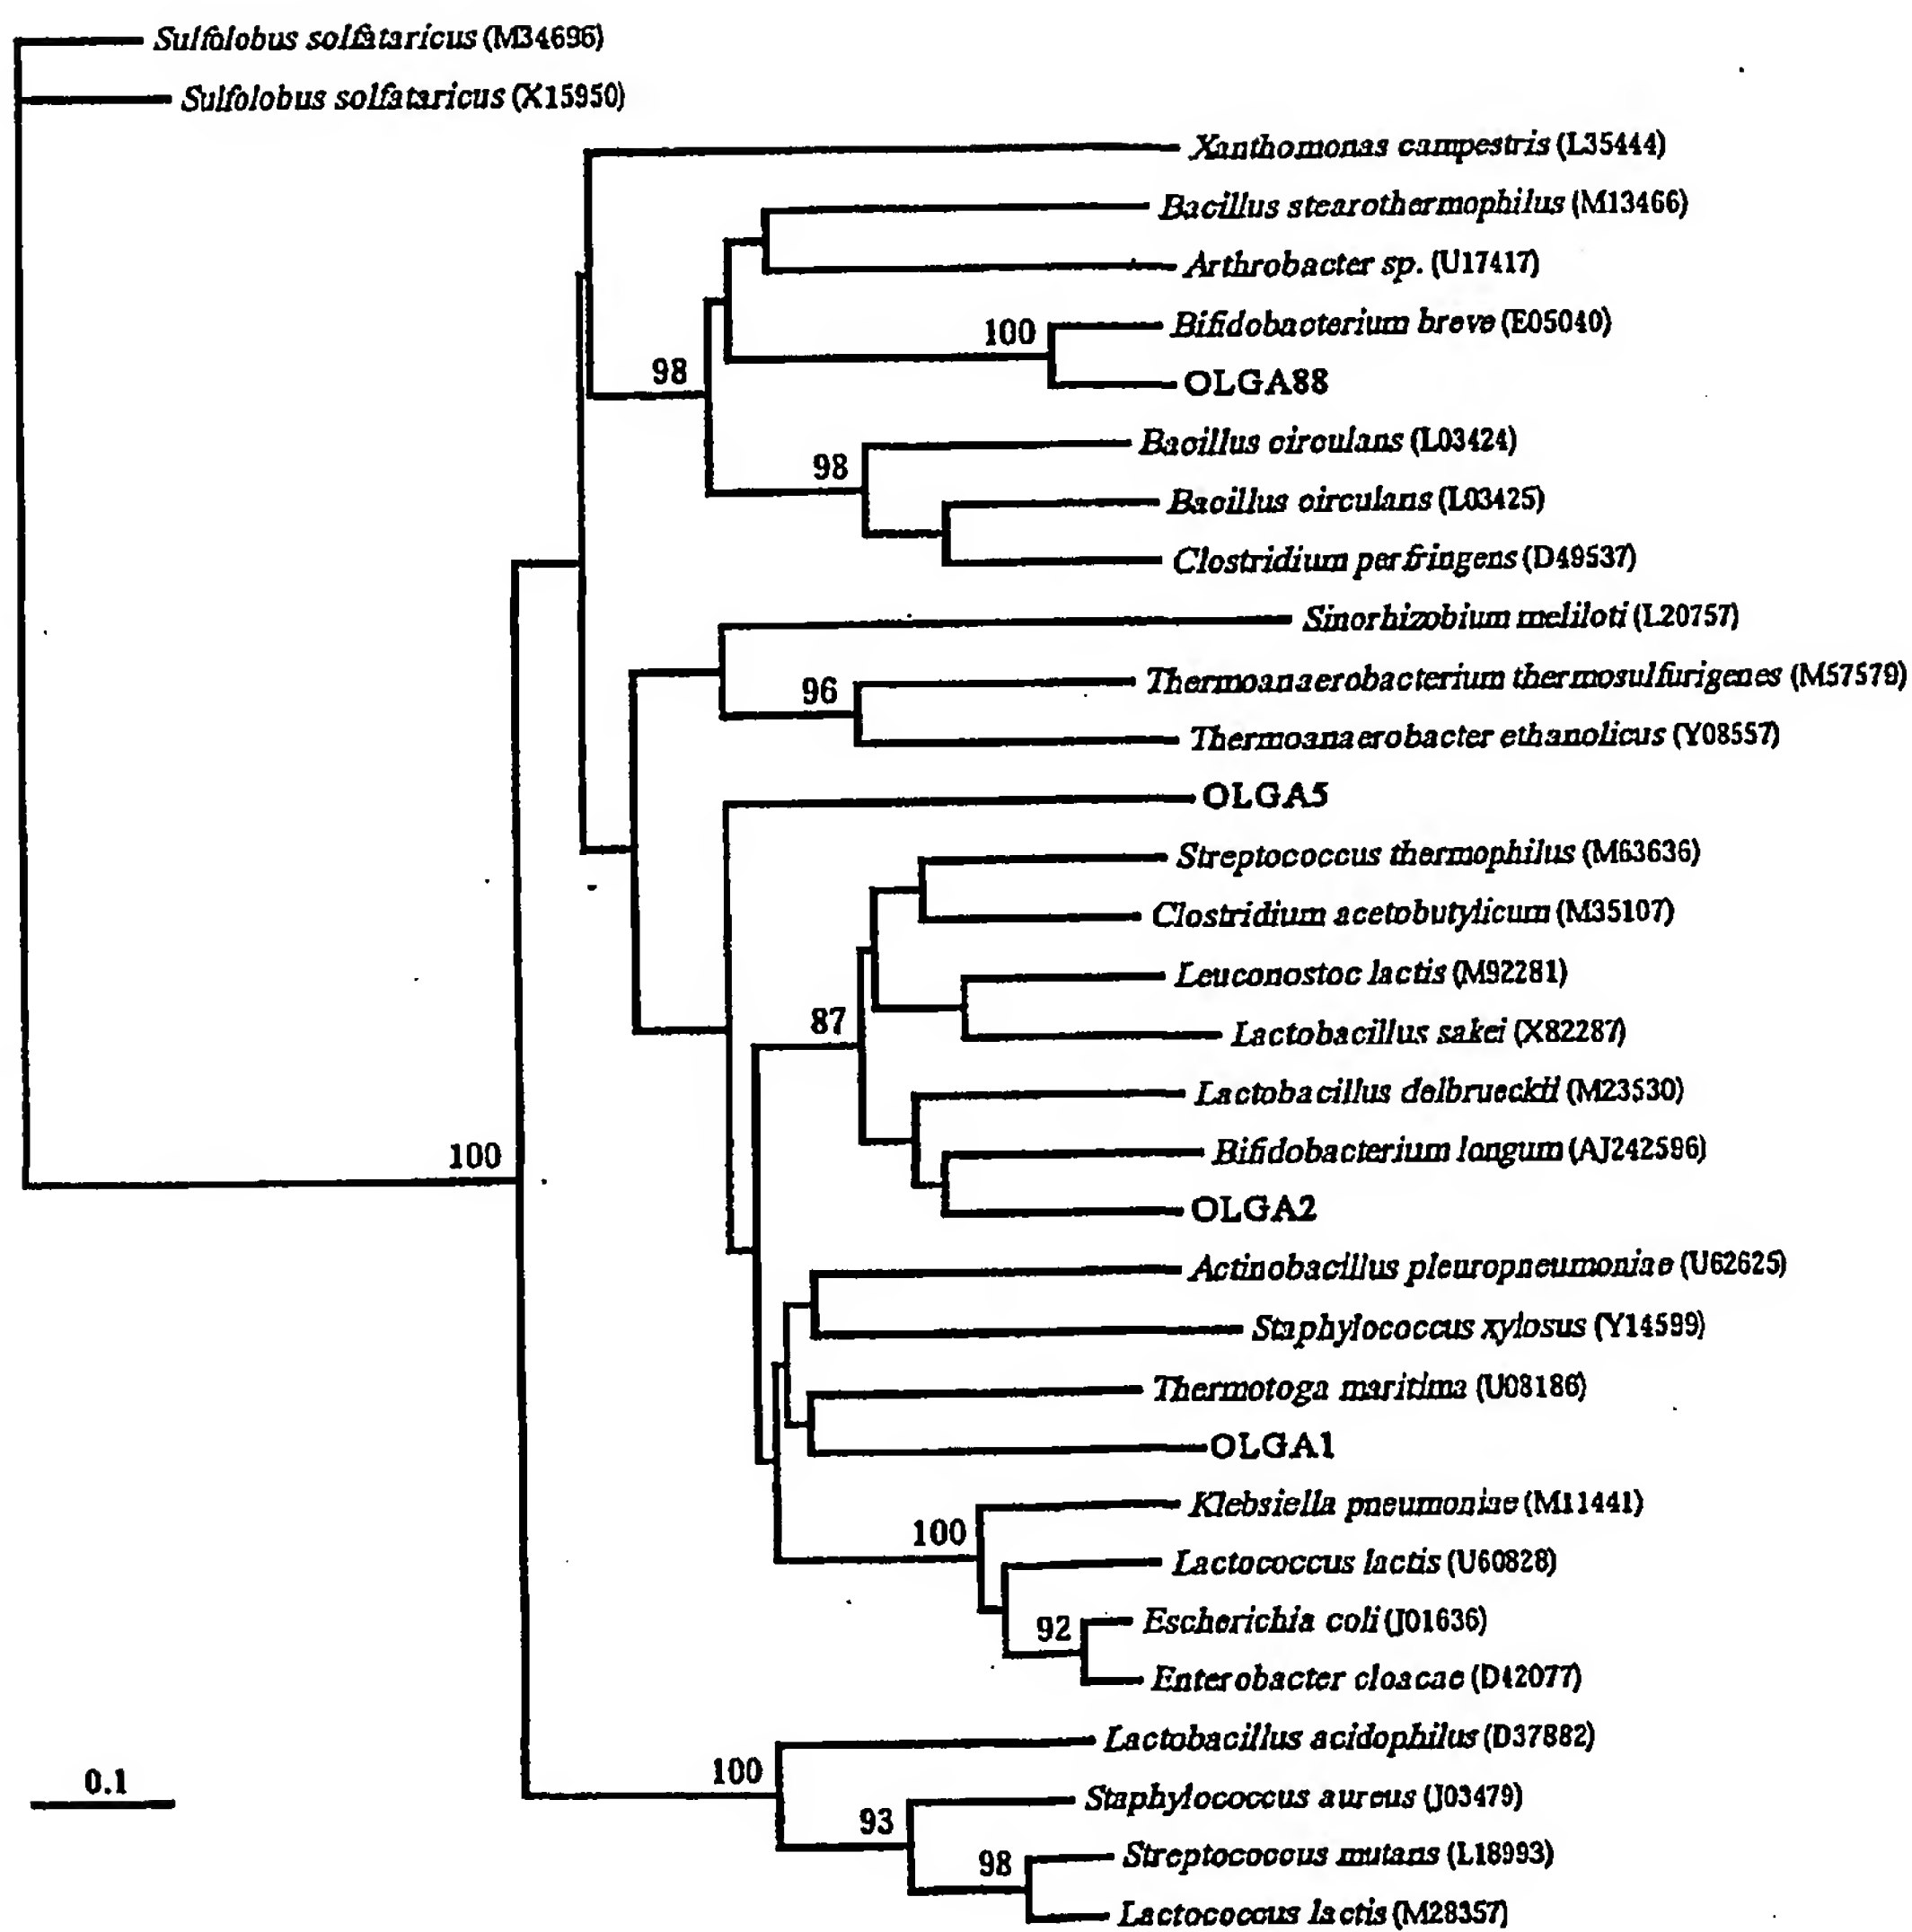 Sulfolobus solfataricus (M34696)
Sulfolobus solfataricus (X15950)
Xanthomonas campestris (L35444)
Bacillus stearothermophilus (M13466)
Arthrobacter sp. (U17417)
Bifidobacterium breve (E05040)
100
OLGA88
98
Bacillus circulans (L03424)
98
Bacillus circulans (L03425)
Clostridium perfringens (D49537)
Sinorhizobium meliloti (L20757)
Thermoanaerobacterium thermosulfurigenes (M57579)
96
Thermoanaerobacter ethanolicus (Y08557)
OLGA5
Streptococcus thermophilus (M63636)
Clostridium acetobutylicum (M35107)
Leuconostoc lactis (M92281)
87
Lactobacillus sakei (X82287)
Lactobacillus delbrueckii (M23530)
Bifidobacterium longum (AJ242596)
100
OLGA2
Actinobacillus pleuropneumoniae (U62625)
Staphylococcus xylosus (Y14599)
Thermotoga maritima (U08186)
OLGA1
Klebsiella pneumoniae (M11441)
100
Lactococcus lactis (U60828)
Escherichia coli (J01636)
92
Enterobacter cloacae (D42077)
Lactobacillus acidophilus (D37882)
100
0.1
Staphylococcus aureus (J03479)
93
Streptococcus mutans (L18993)
98
Lactococcus lactis (M28357)